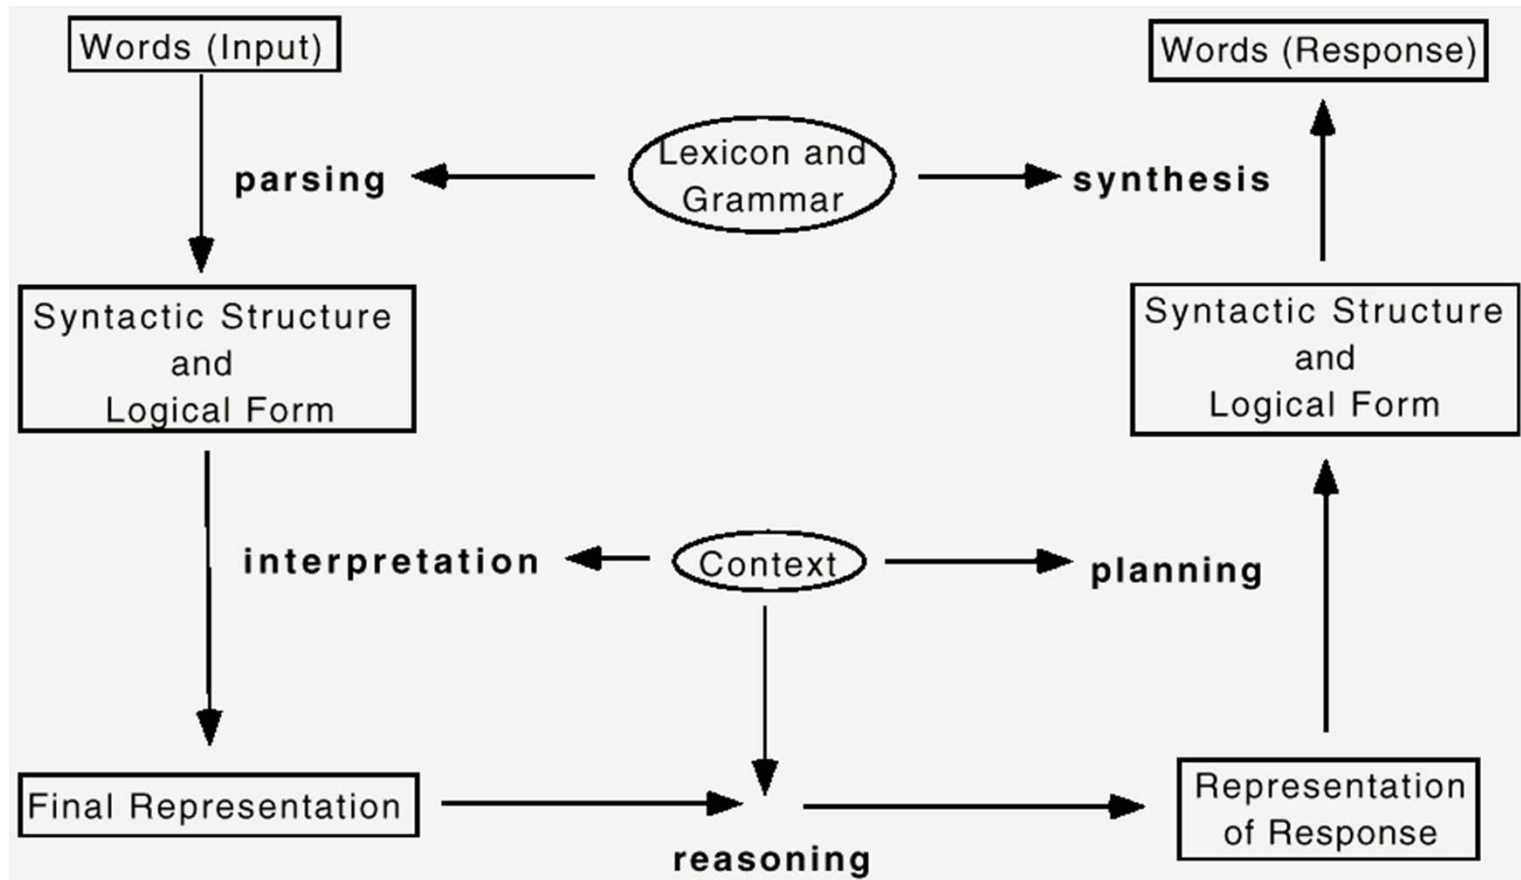 Words (Input)
Words (Response)
Lexicon and
Grammar
parsing
synthesis
Syntactic Structure
and
Logical Form
Syntactic Structure
and
Logical Form
interpretation
Context
planning
Final Representation
Representation
of Response
reasoning